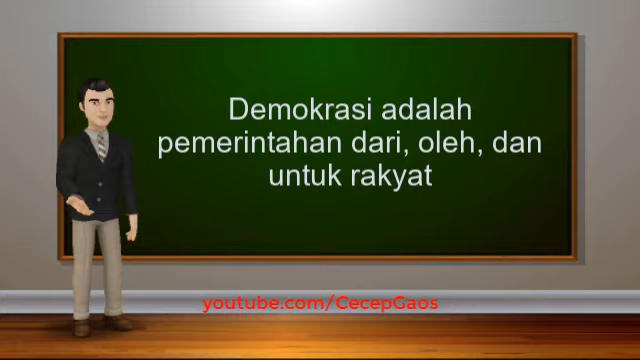 Demokrasi adalah
pemerintahan dari, oleh, dan
untuk rakyat
youtube.com/CecepGaos